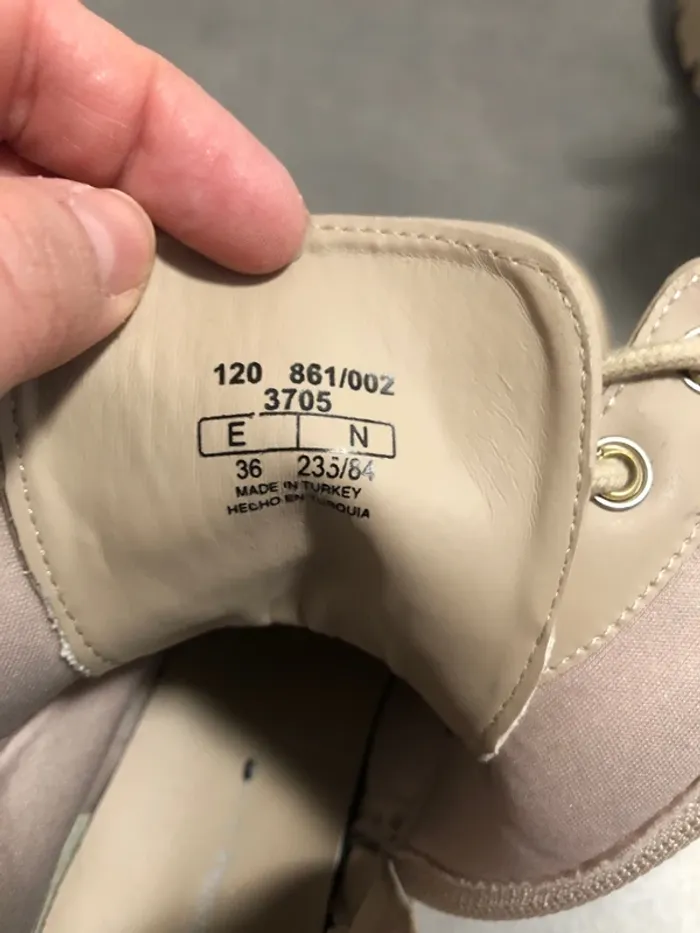 120 861/002
3705
E N
36 235/84
MADE IN TURKEY
HECHO EN TURQUIA